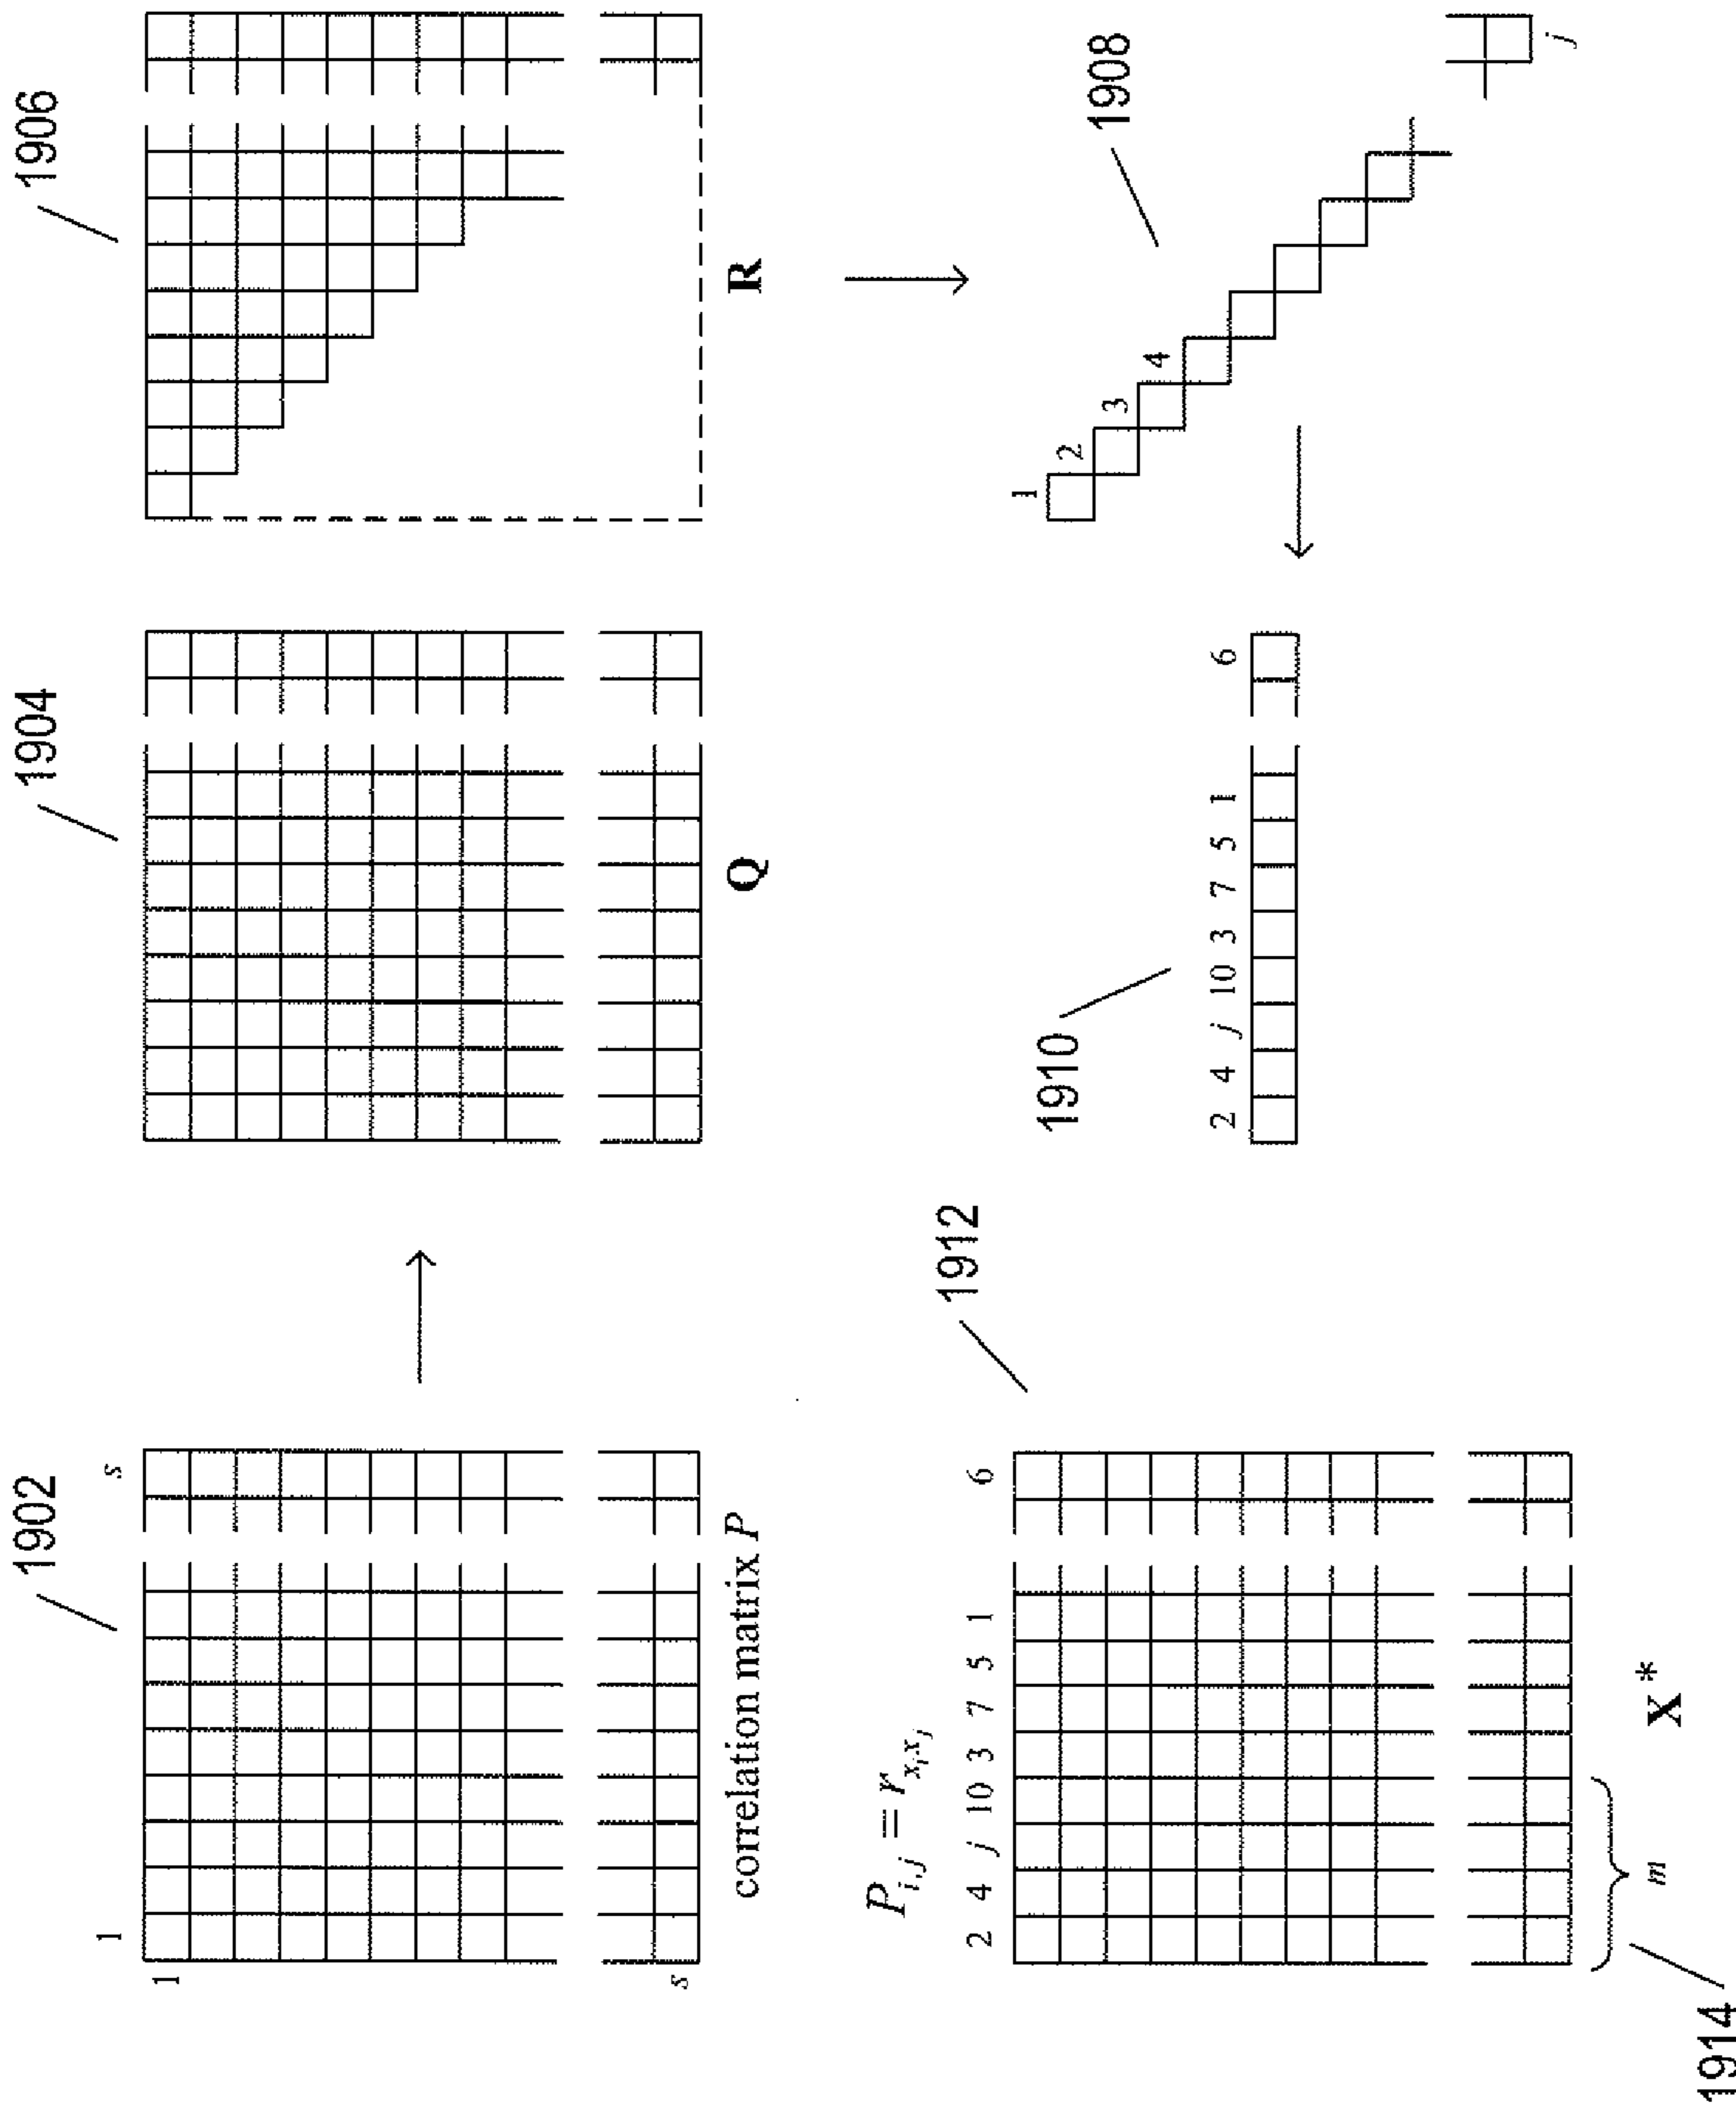 1902
1 s
1
s
correlation matrix P
1904
Q
1906
R
1908
1
2
3
4
j
1910
2 4 j 10 3 7 5 1 6
P_{i,j} = r_{x_i x_j}
1912
2 4 j 10 3 7 5 1 6
X*
m
1914